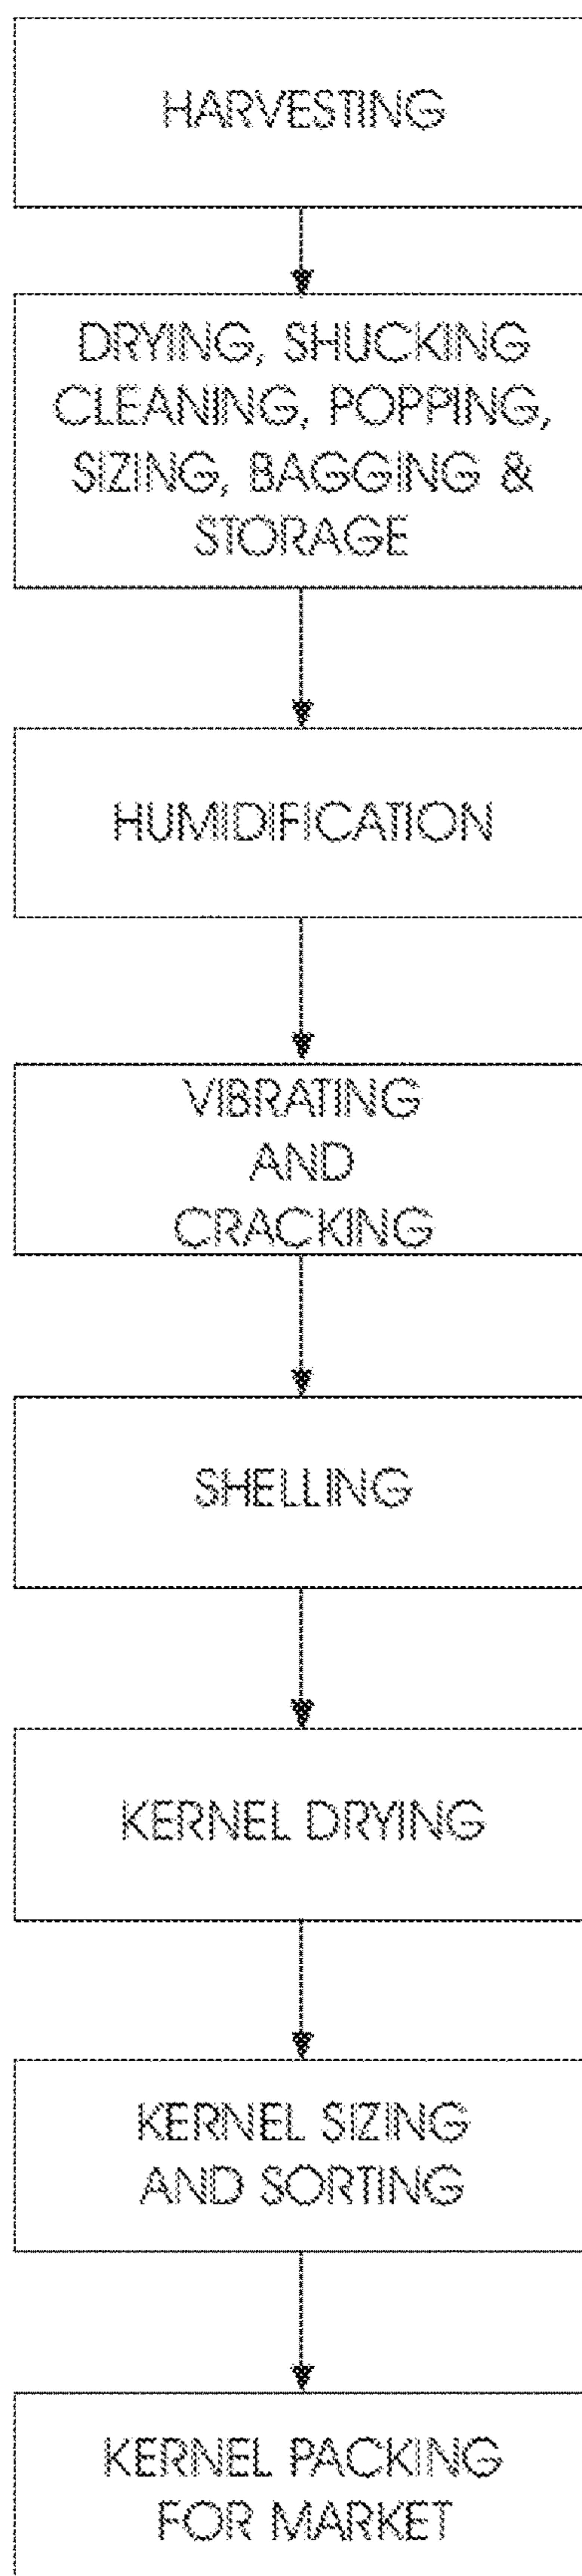 HARVESTING
DRYING, SHUCKING
CLEANING, POPPING,
SIZING, BAGGING &
STORAGE
HUMIDIFICATION
VIBRATING
AND
CRACKING
SHELLING
KERNEL DRYING
KERNEL SIZING
AND SORTING
KERNEL PACKING
FOR MARKET